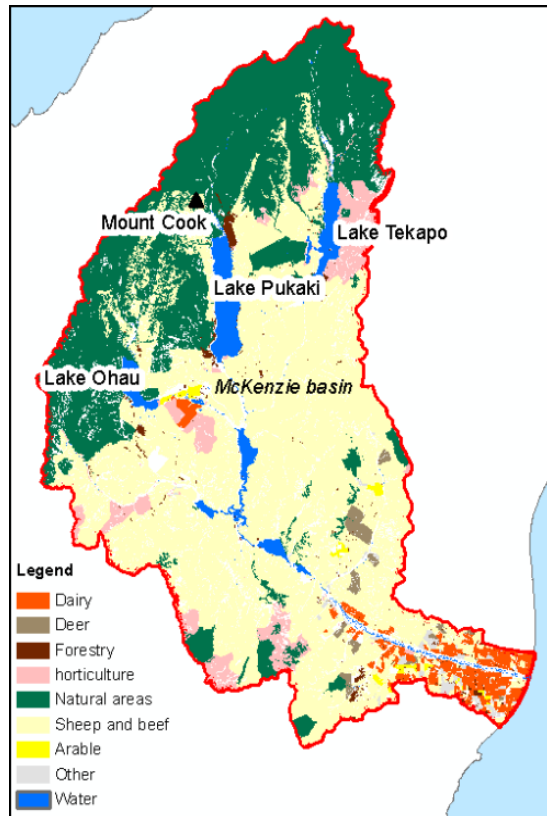 Mount Cook
Lake Tekapo
Lake Pukaki
Lake Ohau
McKenzie basin
Legend
Dairy
Deer
Forestry
horticulture
Natural areas
Sheep and beef
Arable
Other
Water